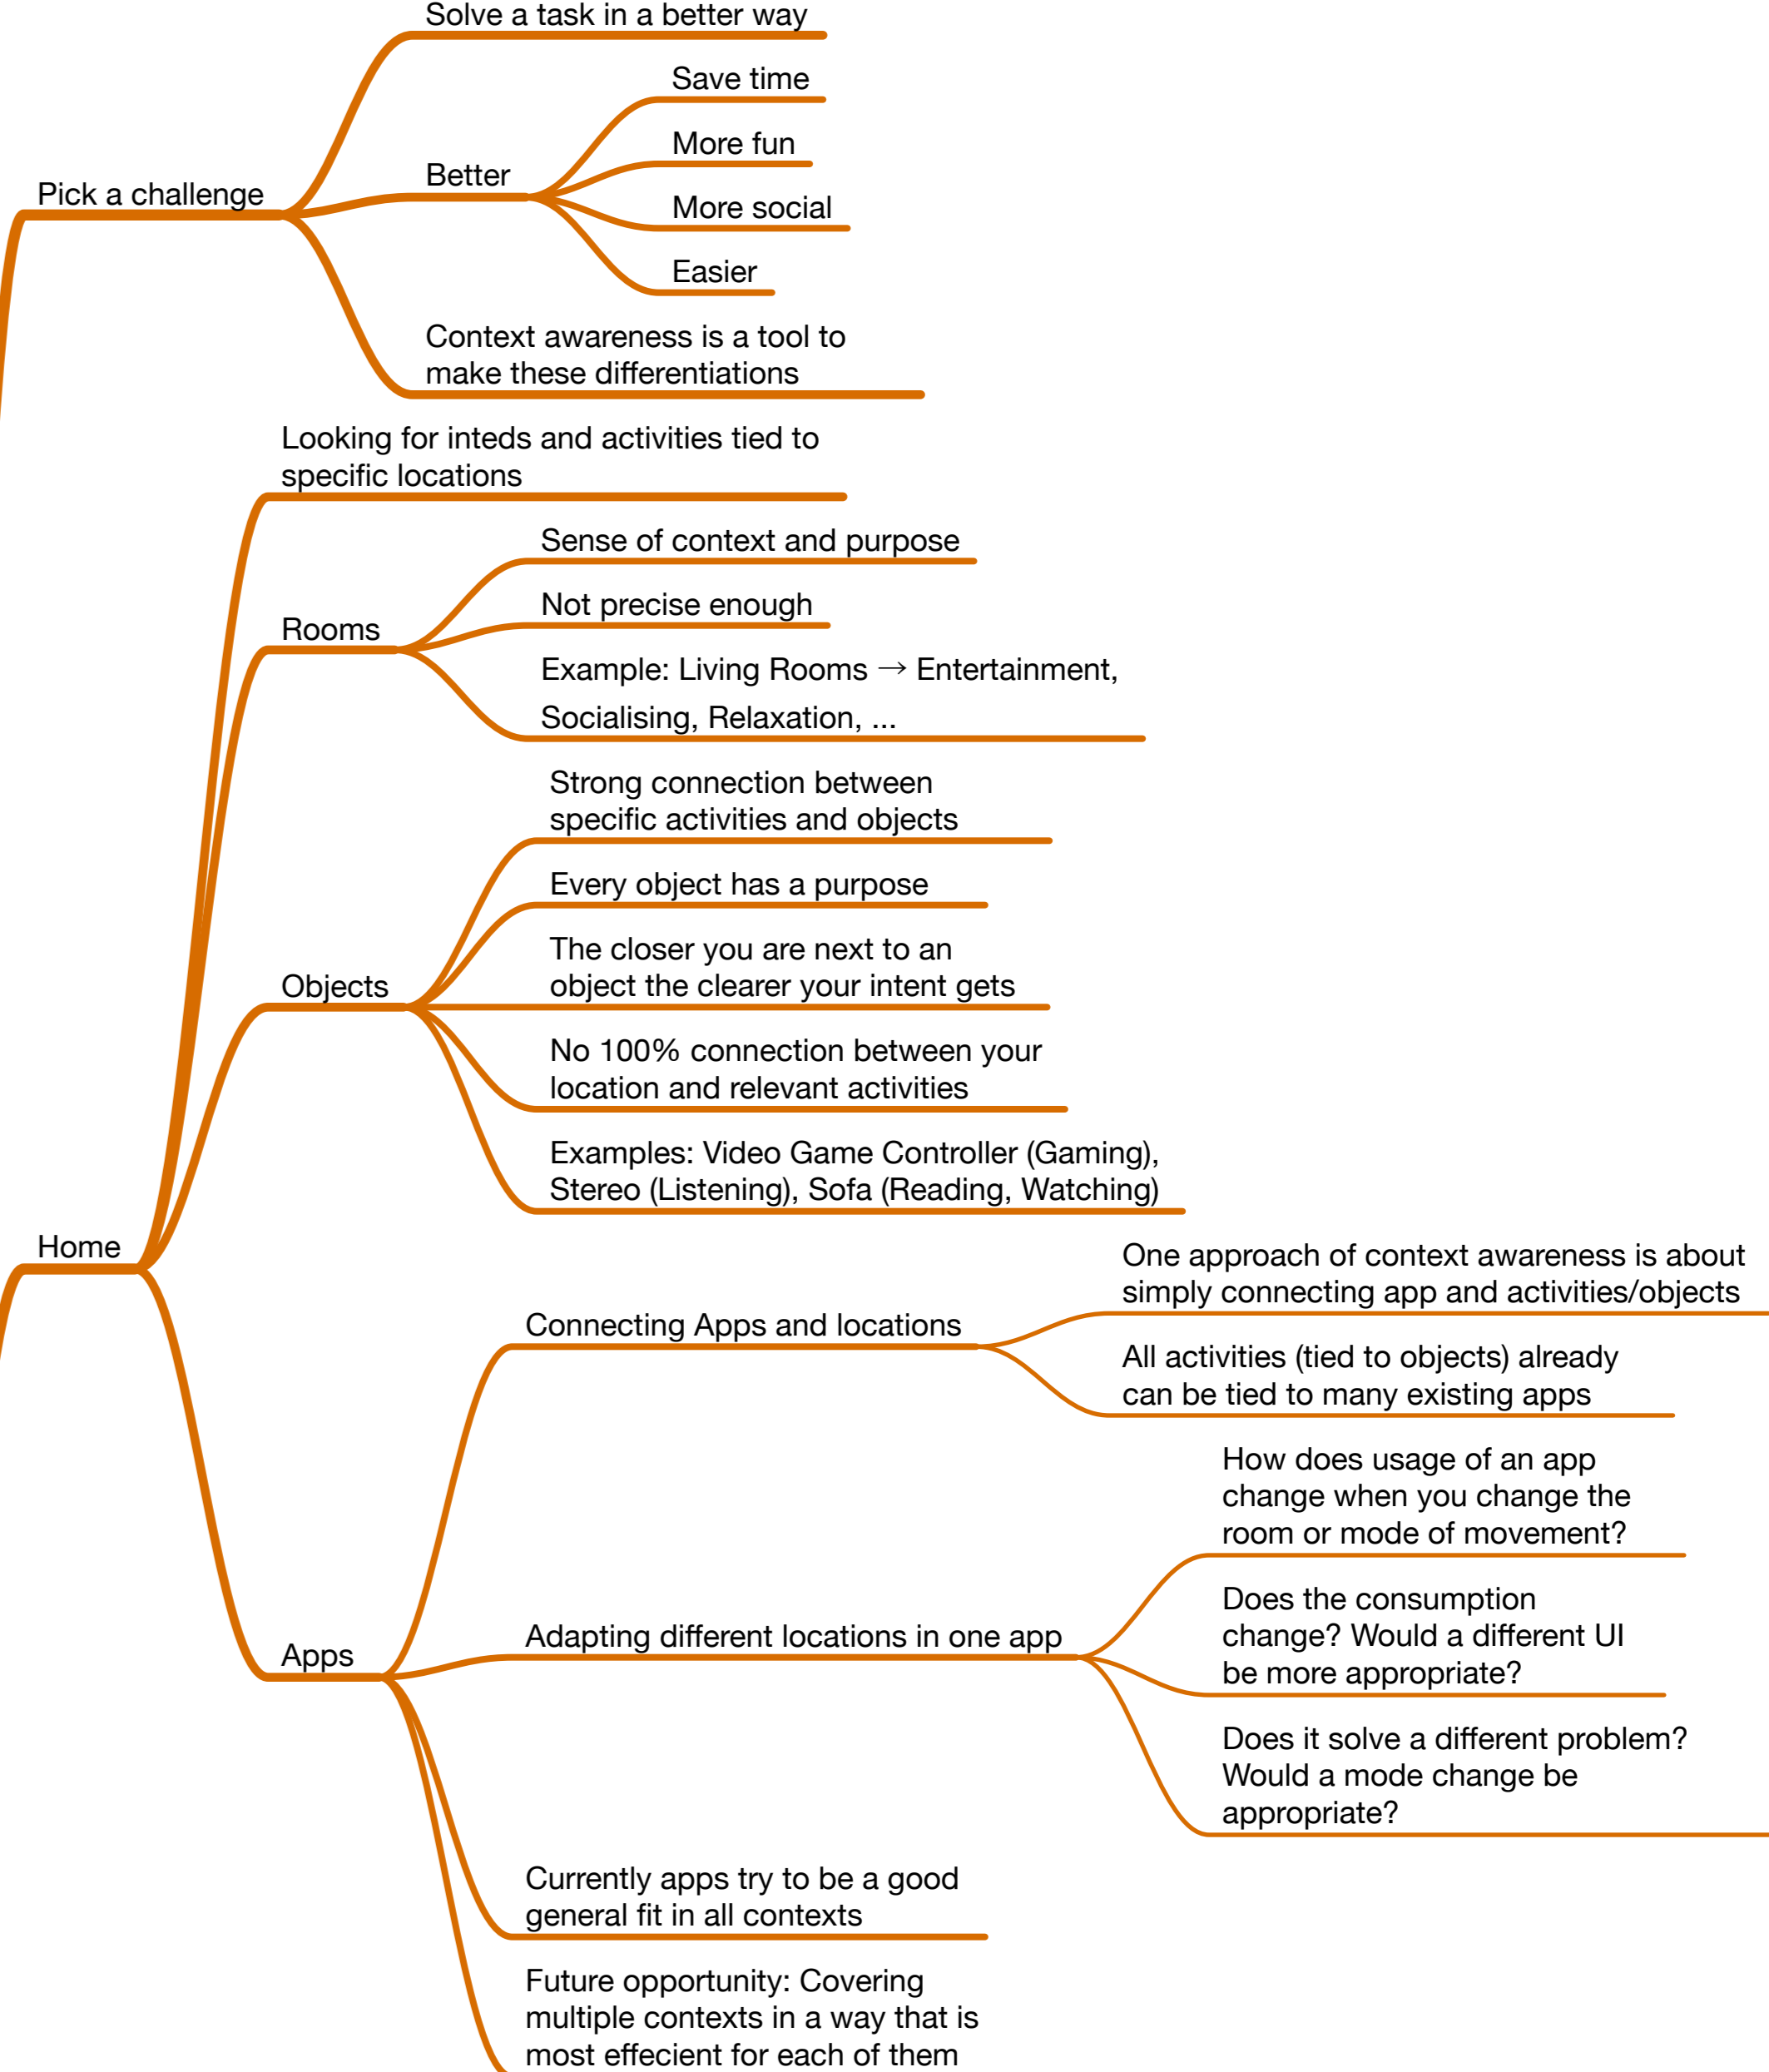 Solve a task in a better way
Save time
More fun
Better
Pick a challenge
More social
Easier
Context awareness is a tool to
make these differentiations
Looking for inteds and activities tied to
specific locations
Sense of context and purpose
Not precise enough
Rooms
Example: Living Rooms → Entertainment,
Socialising, Relaxation, ...
Strong connection between
specific activities and objects
Every object has a purpose
The closer you are next to an
object the clearer your intent gets
Objects
No 100% connection between your
location and relevant activities
Examples: Video Game Controller (Gaming),
Stereo (Listening), Sofa (Reading, Watching)
Home
One approach of context awareness is about
simply connecting app and activities/objects
Connecting Apps and locations
All activities (tied to objects) already
can be tied to many existing apps
How does usage of an app
change when you change the
room or mode of movement?
Does the consumption
change? Would a different UI
be more appropriate?
Adapting different locations in one app
Apps
Does it solve a different problem?
Would a mode change be
appropriate?
Currently apps try to be a good
general fit in all contexts
Future opportunity: Covering
multiple contexts in a way that is
most effecient for each of them